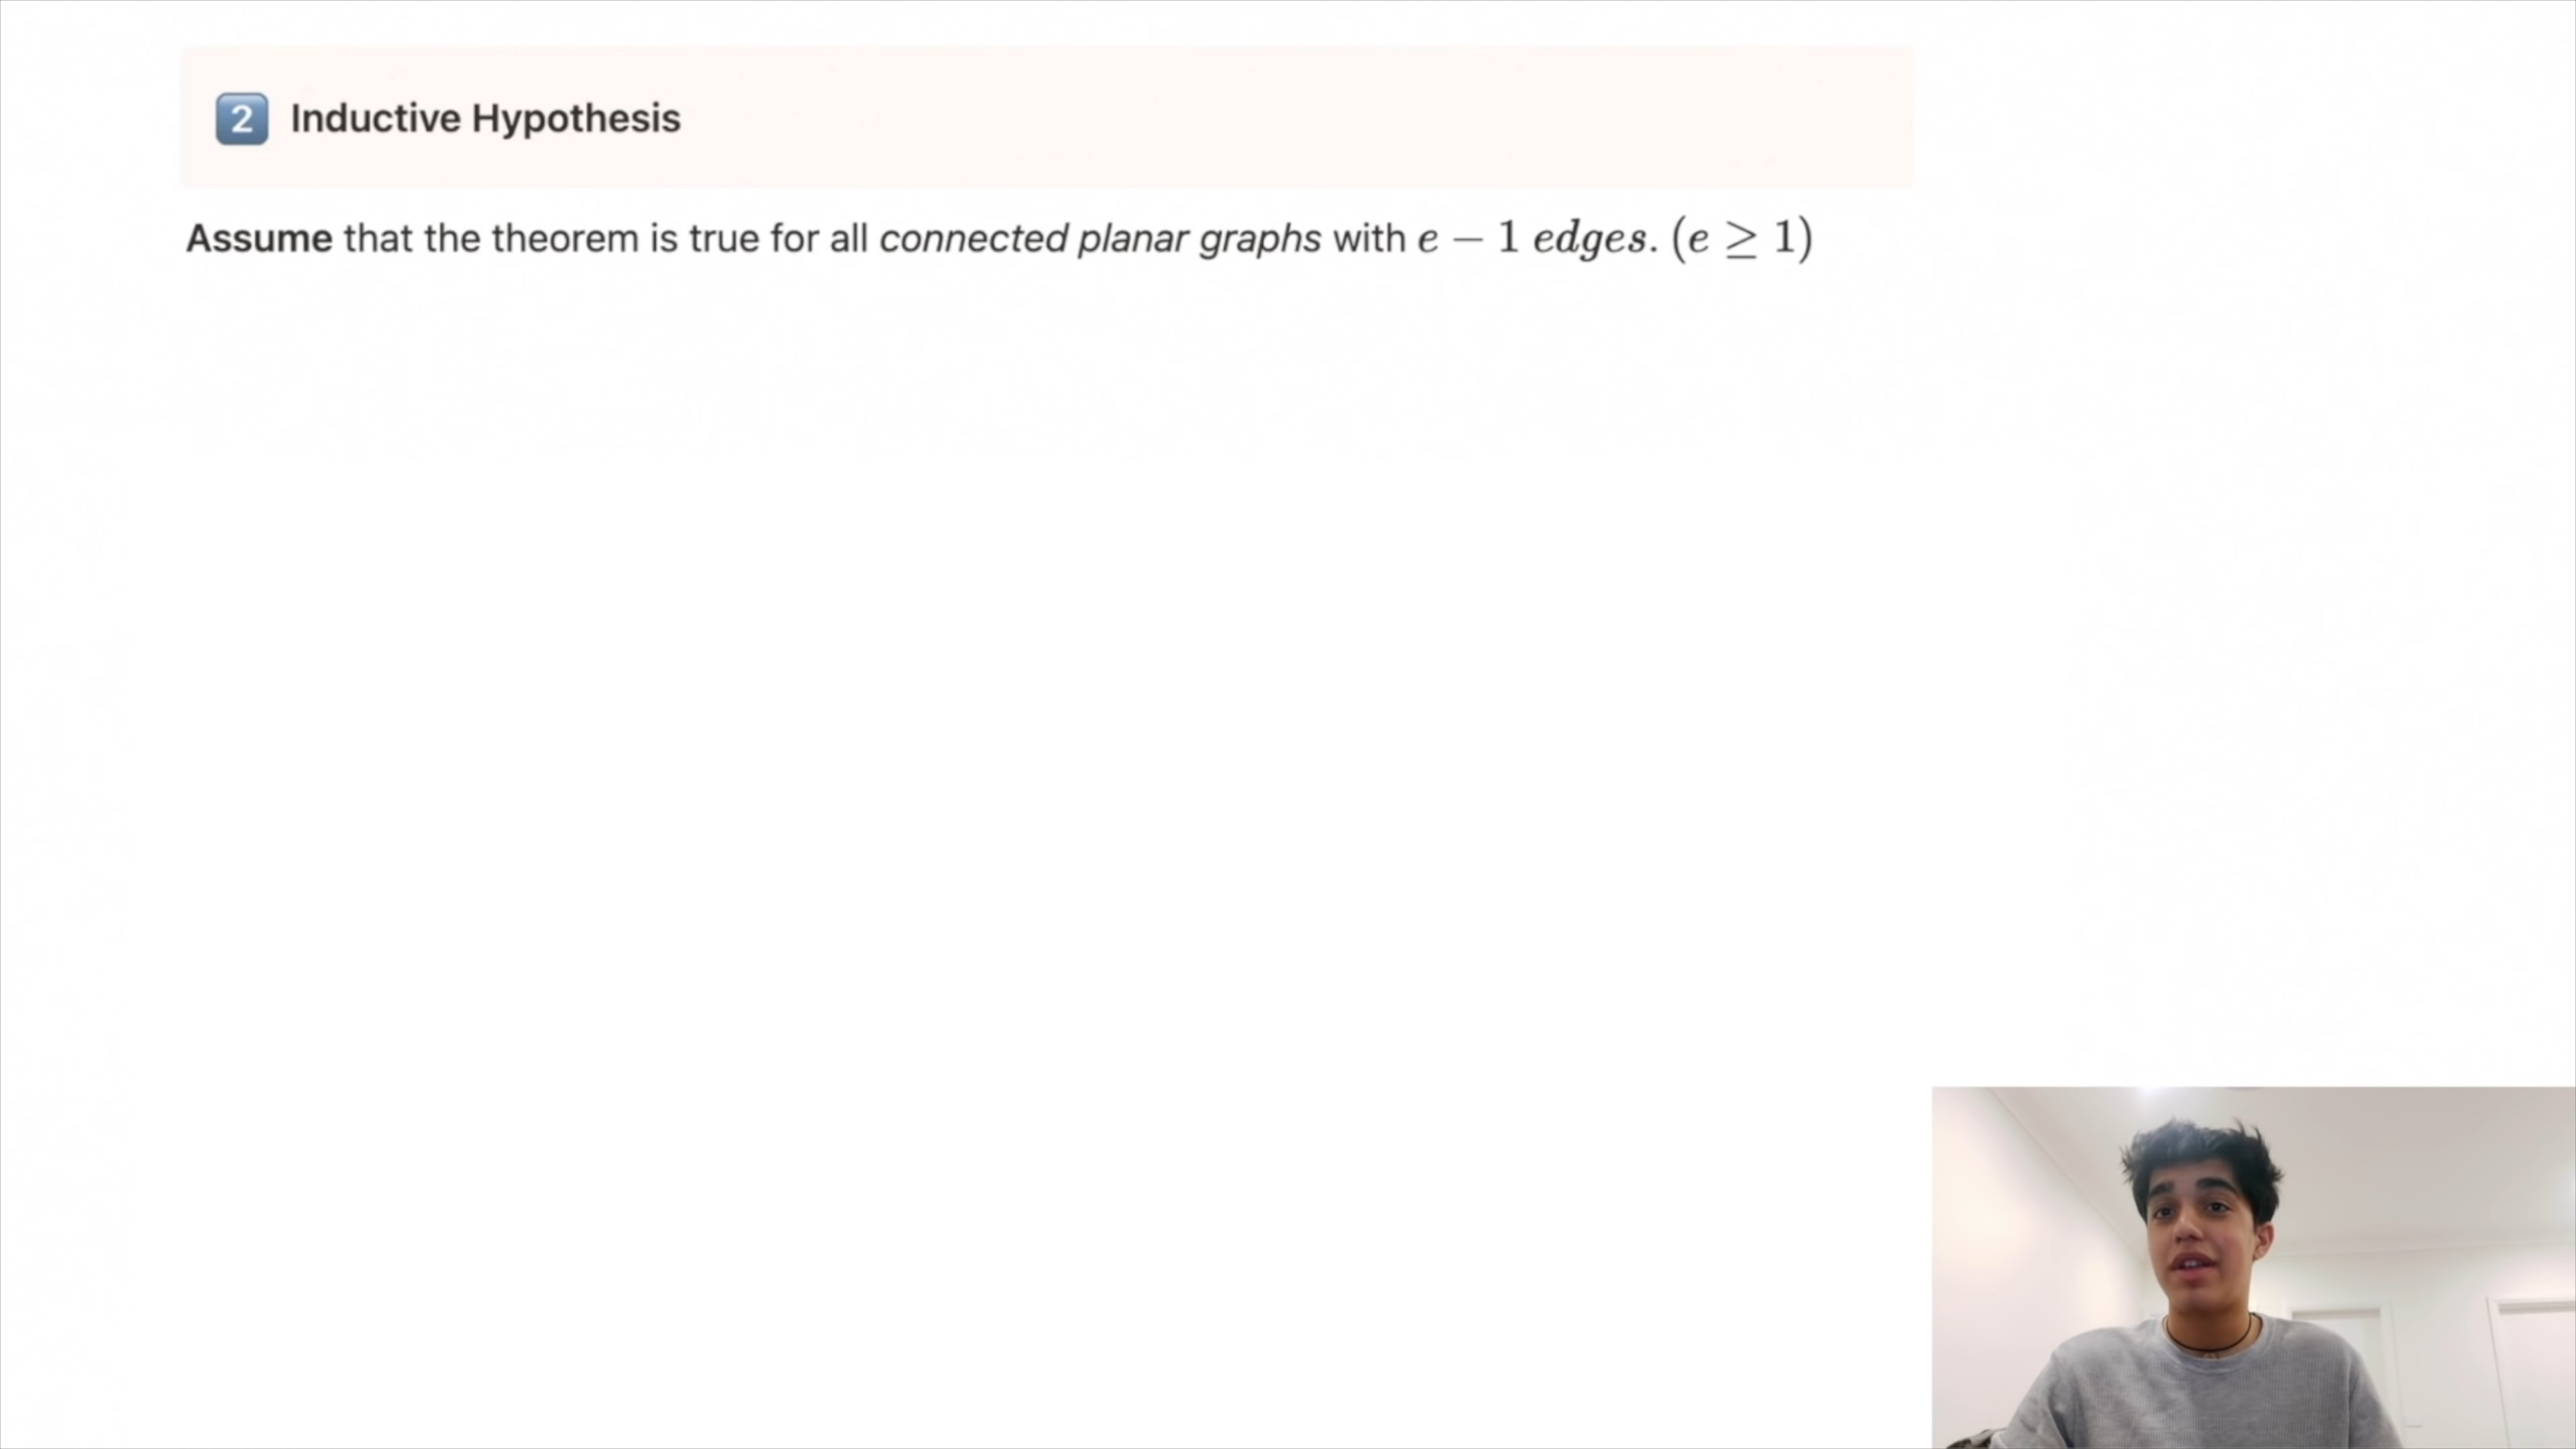 2 Inductive Hypothesis
Assume that the theorem is true for all connected planar graphs with e − 1 edges. (e ≥ 1)